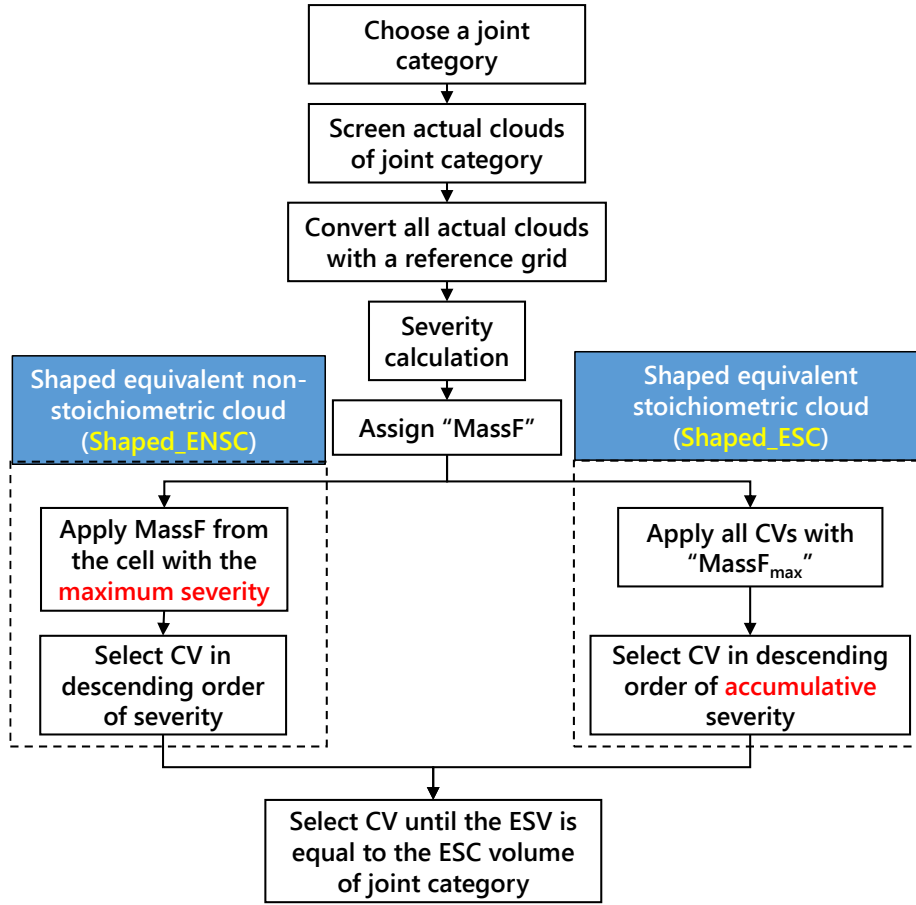 Choose a joint
category
Screen actual clouds
of joint category
Convert all actual clouds
with a reference grid
Severity
calculation
Assign “MassF”
Shaped equivalent non-
stoichiometric cloud
(Shaped_ENSC)
Apply MassF from
the cell with the
maximum severity
Select CV in
descending order
of severity
Shaped equivalent
stoichiometric cloud
(Shaped_ESC)
Apply all CVs with
“MassFmax”
Select CV in descending
order of accumulative
severity
Select CV until the ESV is
equal to the ESC volume
of joint category